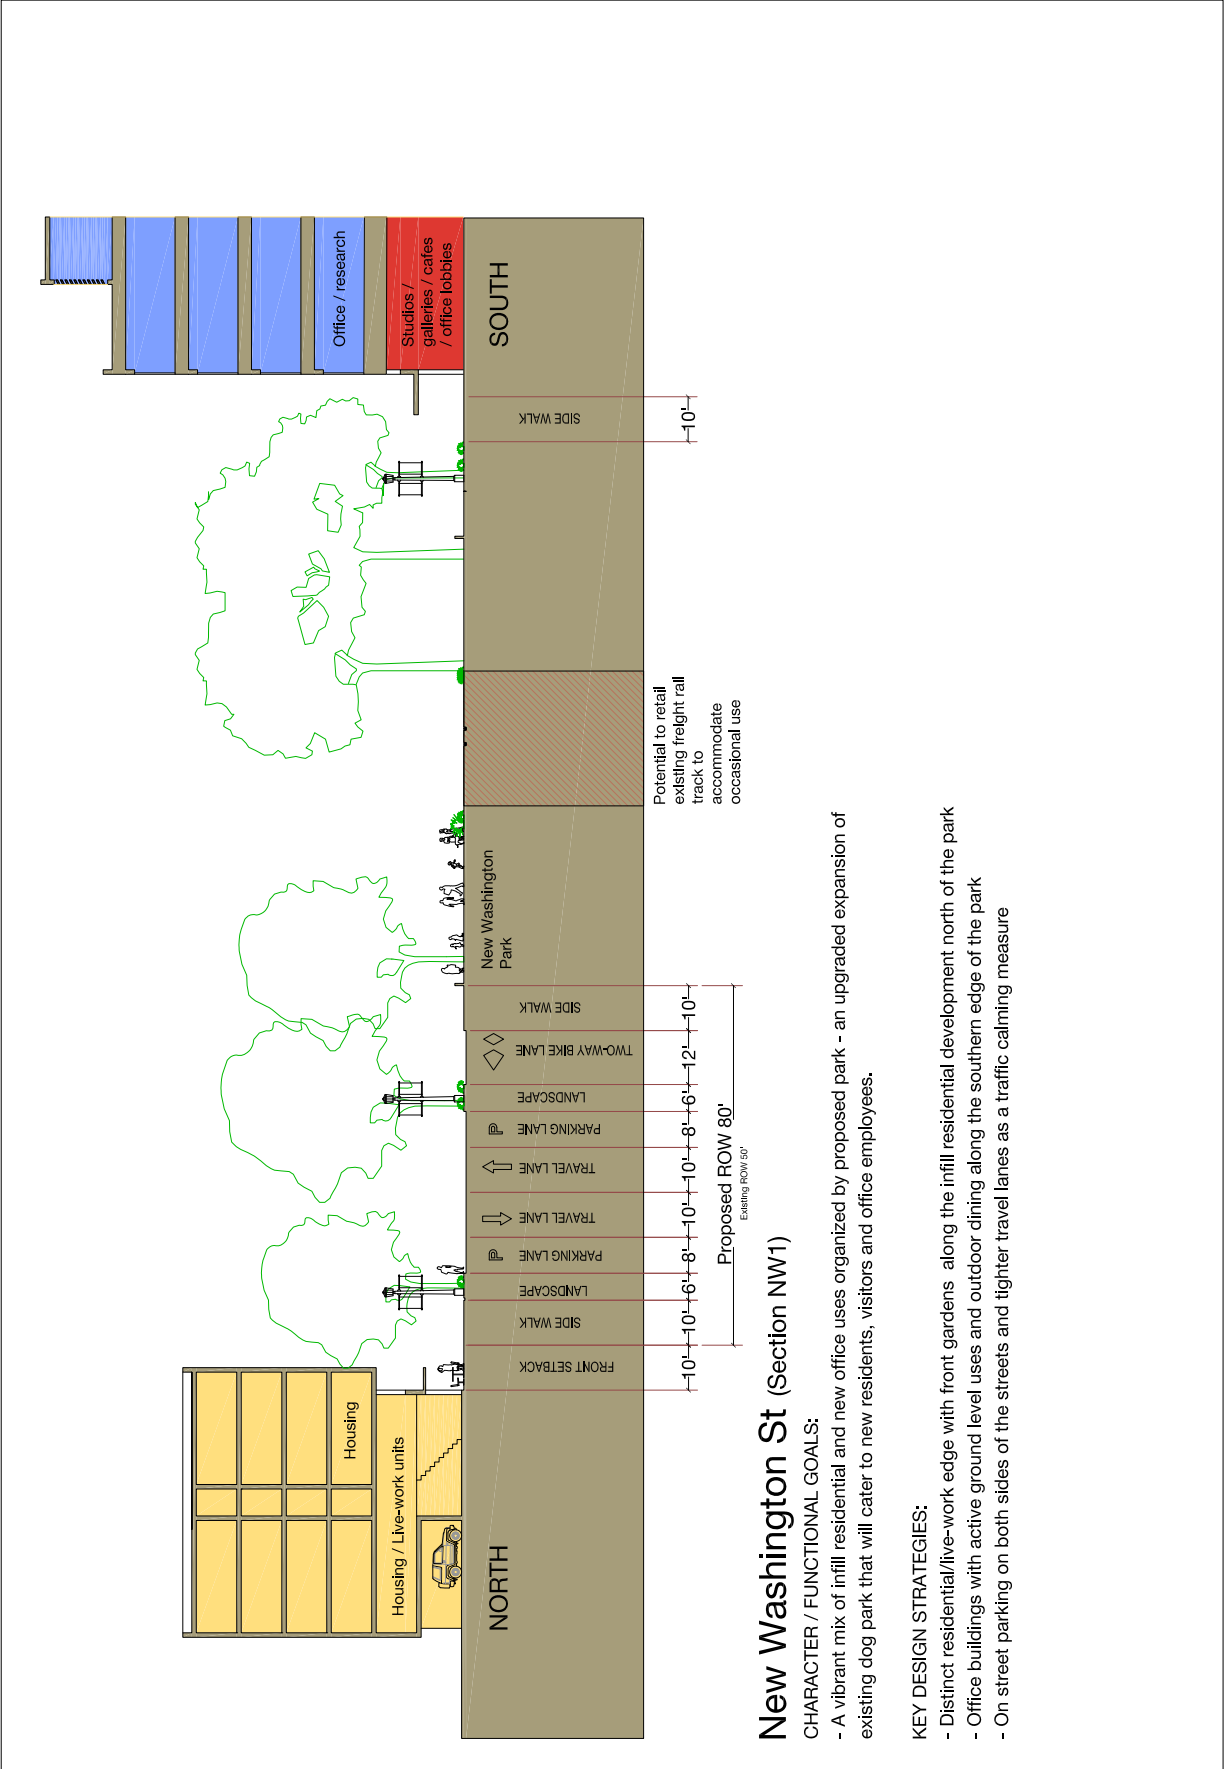 Housing
Housing / Live-work units
Office / research
Studios /
galleries / cafes
/ office lobbies
NORTH
FRONT SETBACK
SIDE WALK
LANDSCAPE
PARKING LANE
P
TRAVEL LANE
TRAVEL LANE
PARKING LANE
P
LANDSCAPE
TWO-WAY BIKE LANE
SIDE WALK
New Washington
Park
SIDE WALK
SOUTH
10'
10'
6'
8'
10'
10'
8'
6'
12'
10'
10'
Proposed ROW 80'
Existing ROW 50'
Potential to retail
existing freight rail
track to
accommodate
occasional use
New Washington St (Section NW1)
CHARACTER / FUNCTIONAL GOALS:
- A vibrant mix of infill residential and new office uses organized by proposed park - an upgraded expansion of
existing dog park that will cater to new residents, visitors and office employees.
KEY DESIGN STRATEGIES:
- Distinct residential/live-work edge with front gardens along the infill residential development north of the park
- Office buildings with active ground level uses and outdoor dining along the southern edge of the park
- On street parking on both sides of the streets and tighter travel lanes as a traffic calming measure